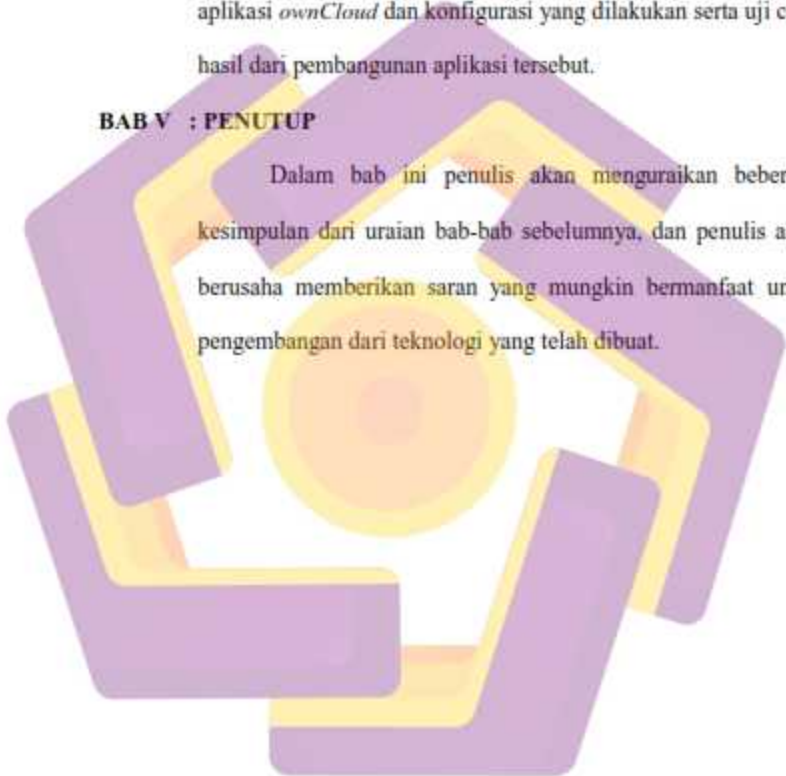 aplikasi ownCloud dan konfigurasi yang dilakukan serta uji c
hasil dari pembangunan aplikasi tersebut.
BAB V : PENUTUP
Dalam bab ini penulis akan menguraikan beber
kesimpulan dari uraian bab-bab sebelumnya, dan penulis a
berusaha memberikan saran yang mungkin bermanfaat un
pengembangan dari teknologi yang telah dibuat.